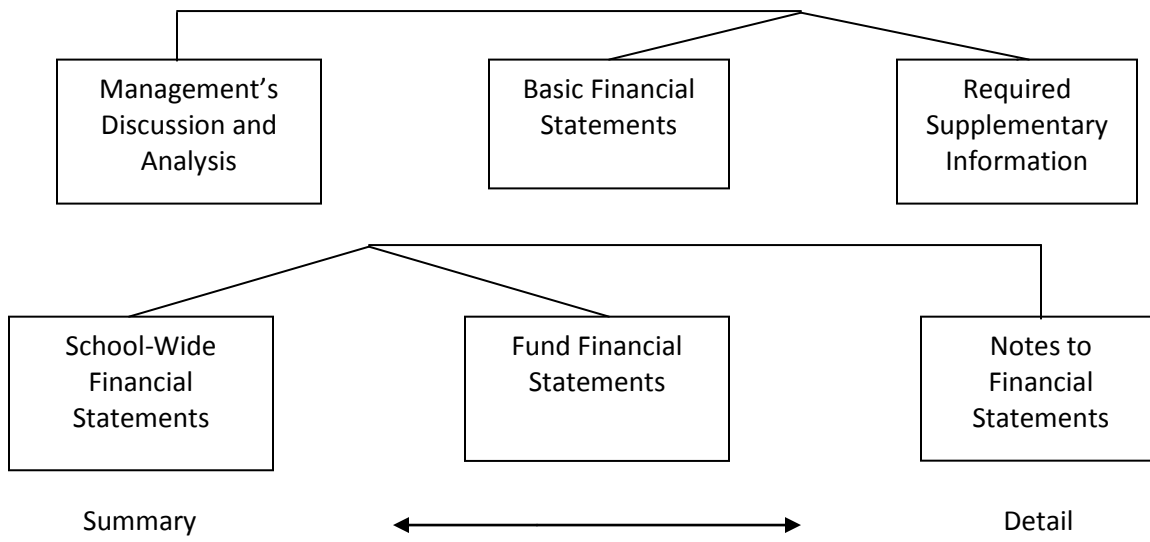 Management’s
Discussion and
Analysis
Basic Financial
Statements
Required
Supplementary
Information
School-Wide
Financial
Statements
Fund Financial
Statements
Notes to
Financial
Statements
Summary
Detail